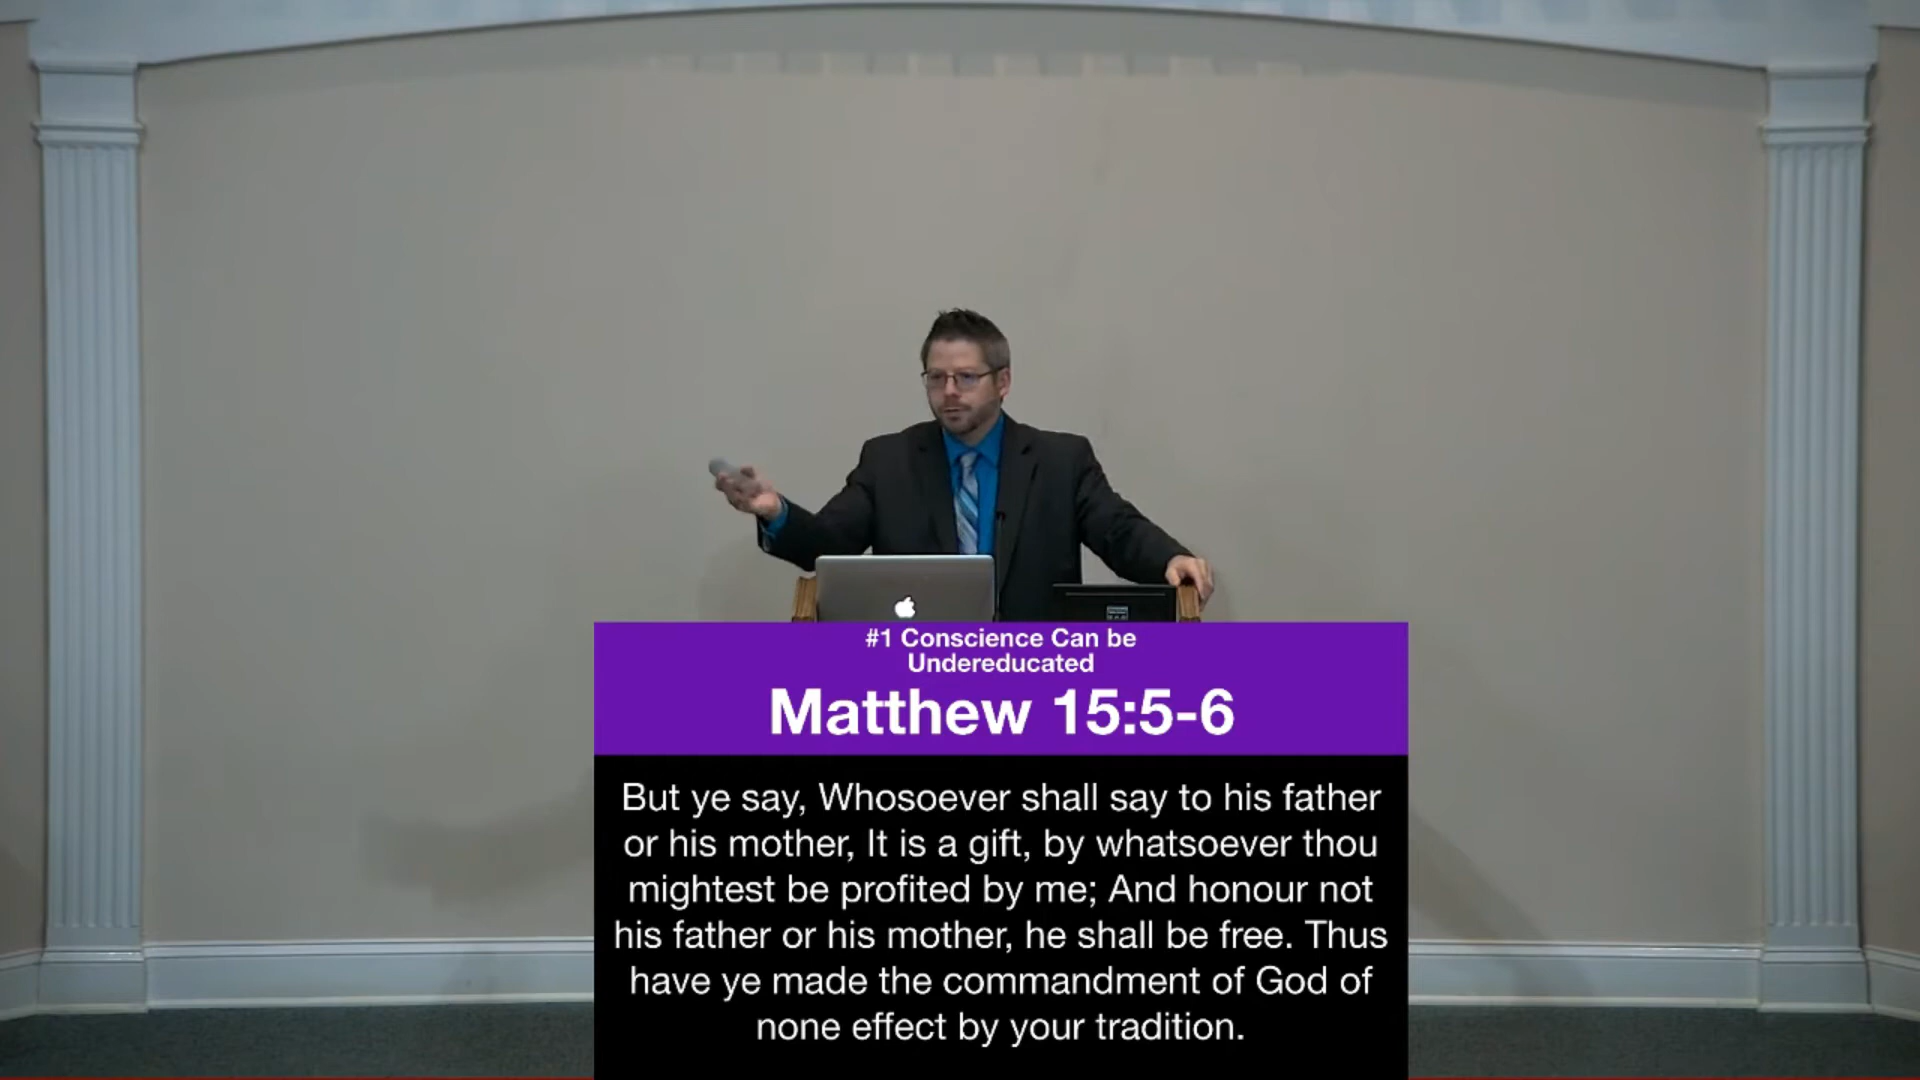 #1 Conscience Can be
Undereducated
Matthew 15:5-6
But ye say, Whosoever shall say to his father
or his mother, It is a gift, by whatsoever thou
mightest be profited by me; And honour not
his father or his mother, he shall be free. Thus
have ye made the commandment of God of
none effect by your tradition.